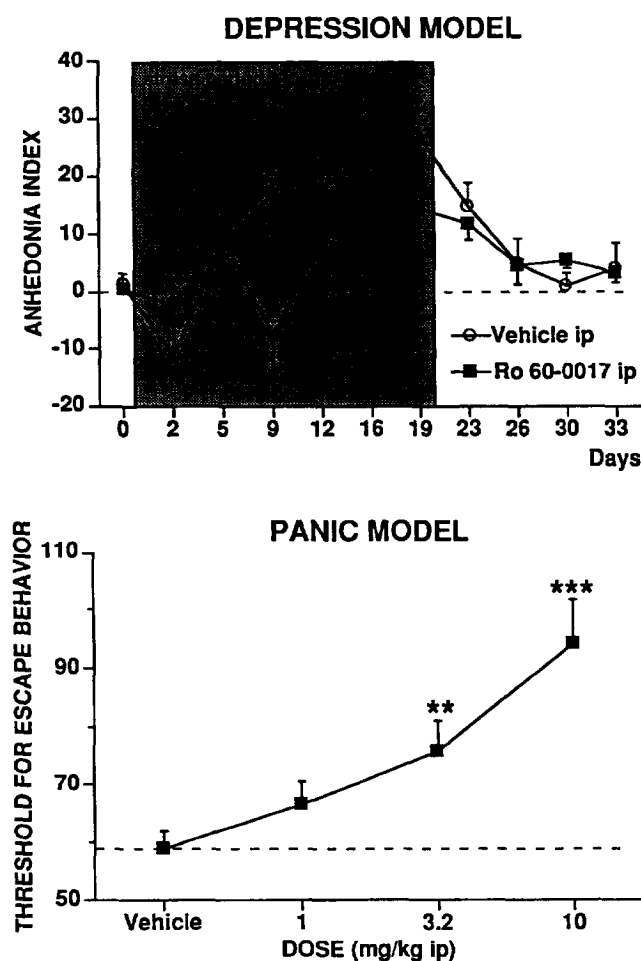 DEPRESSION MODEL
ANHEDONIA INDEX
40
30
20
10
0
-10
-20
Vehicle ip
Ro 60-0017 ip
0 2 5 9 12 16 19 23 26 30 33
Days
PANIC MODEL
THRESHOLD FOR ESCAPE BEHAVIOR
110
90
70
50
**
***
Vehicle 1 3.2 10
DOSE (mg/kg ip)